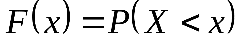 F(x) = P(X < x)